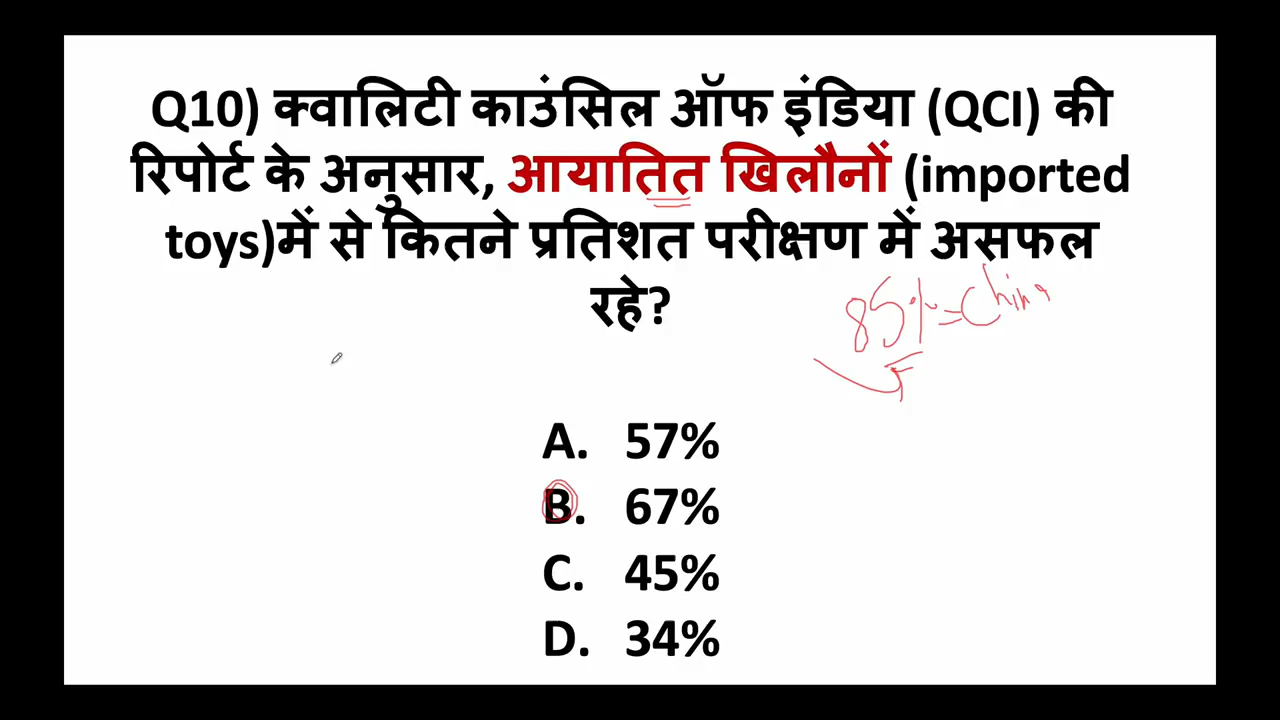 Q10) क्वालिटी काउंसिल ऑफ इंडिया (QCI) की
रिपोर्ट के अनुसार, आयातित खिलौनों (imported
toys)में से कितने प्रतिशत परीक्षण में असफल
रहे?
85% = China
A. 57%
B. 67%
C. 45%
D. 34%